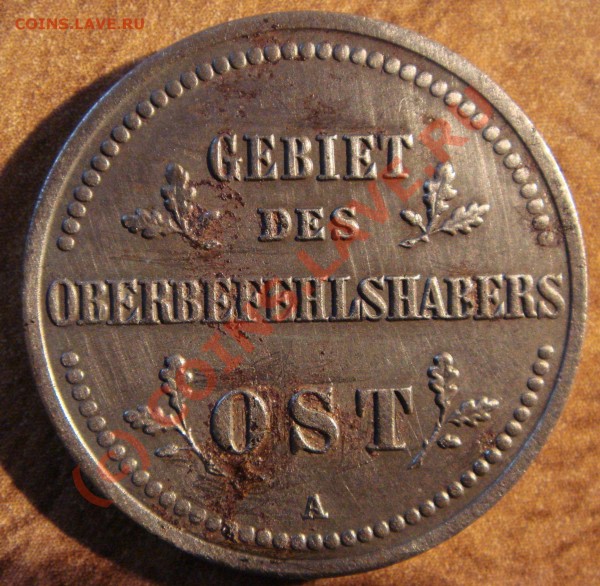 COINS.LAVE.RU
GEBIET
DES
OBERBEFEHLSHABERS
OST
A
© COINS.LAVE.RU